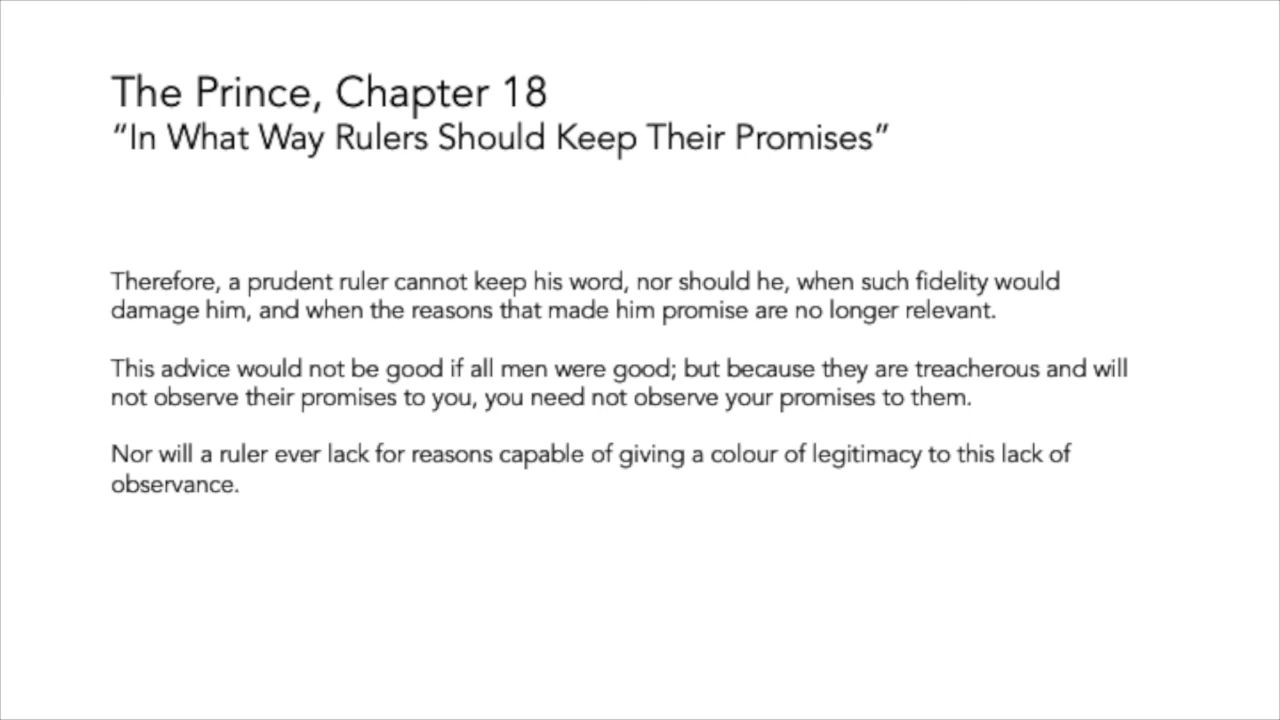 The Prince, Chapter 18
“In What Way Rulers Should Keep Their Promises”
Therefore, a prudent ruler cannot keep his word, nor should he, when such fidelity would
damage him, and when the reasons that made him promise are no longer relevant.
This advice would not be good if all men were good; but because they are treacherous and will
not observe their promises to you, you need not observe your promises to them.
Nor will a ruler ever lack for reasons capable of giving a colour of legitimacy to this lack of
observance.